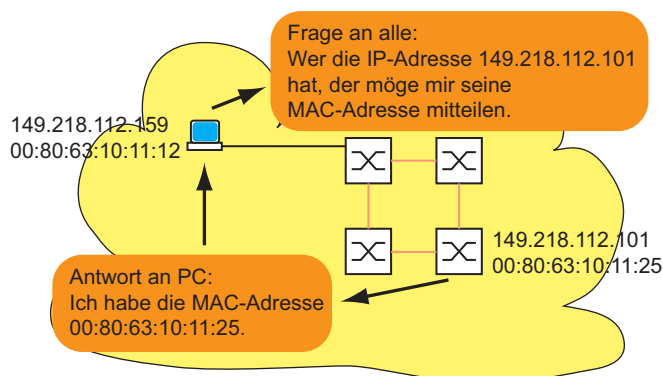 Frage an alle:
Wer die IP-Adresse 149.218.112.101
hat, der möge mir seine
MAC-Adresse mitteilen.
149.218.112.159
00:80:63:10:11:12
149.218.112.101
00:80:63:10:11:25
Antwort an PC:
Ich habe die MAC-Adresse
00:80:63:10:11:25.